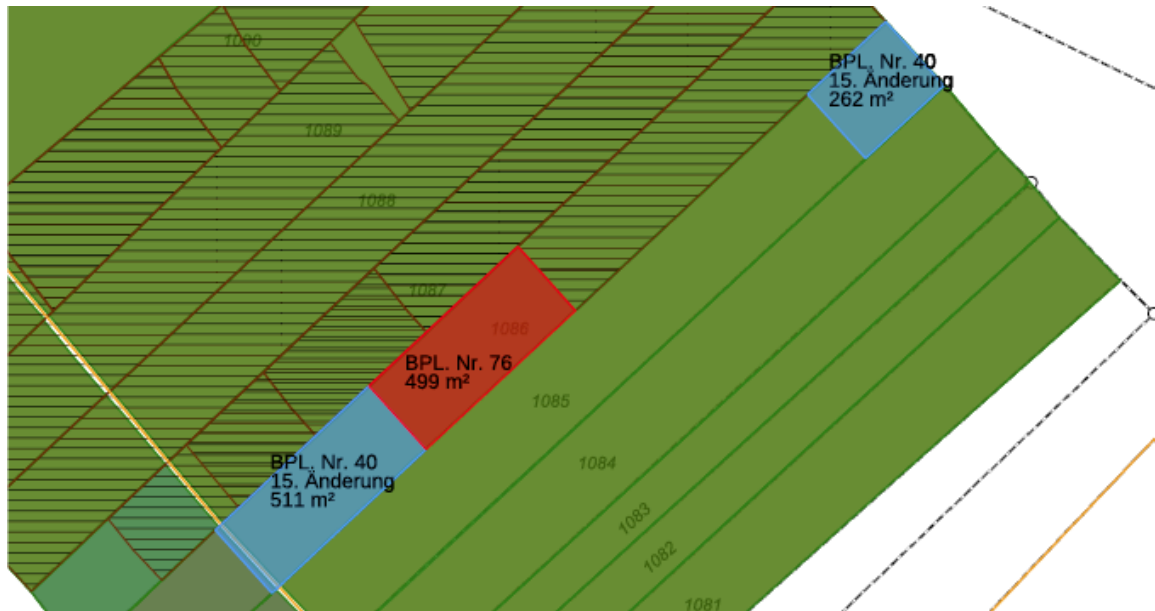 1090
BPL. Nr. 40
15. Änderung
262 m²
1089
1088
1087
1086
BPL. Nr. 76
499 m²
1085
BPL. Nr. 40
15. Änderung
511 m²
1084
1083
1082
1081